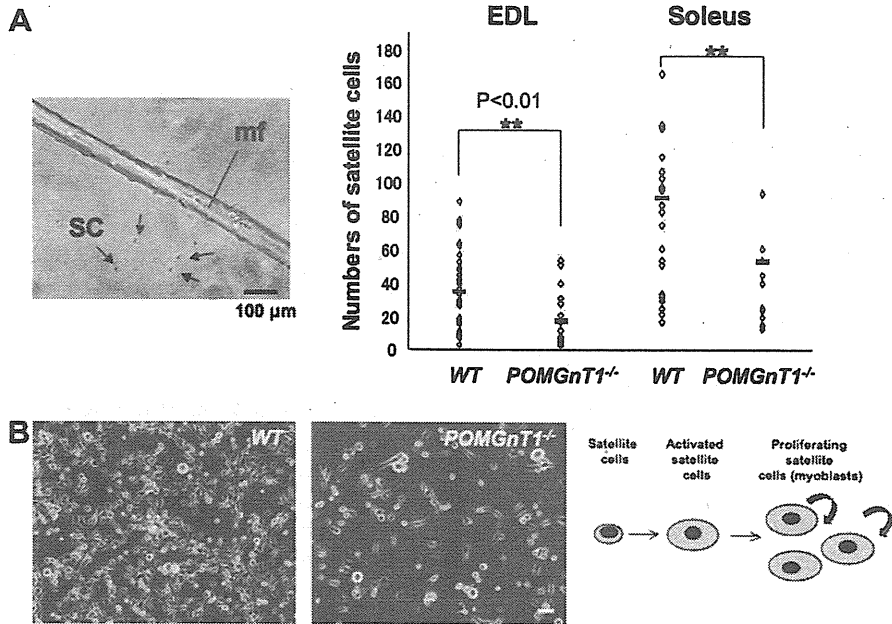 A
mf
SC
100 µm
EDL
Soleus
Numbers of satellite cells
180
160
140
120
100
80
60
40
20
0
P<0.01
**
**
WT
POMGnT1-/-
WT
POMGnT1-/-
B
WT
POMGnT1-/-
Satellite
cells
Activated
satellite
cells
Proliferating
satellite
cells (myoblasts)